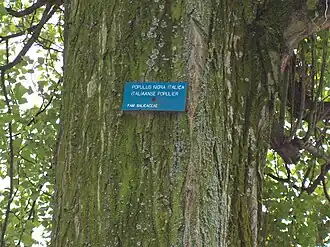 POPULUS NIGRA ITALICA
ITALIAANSE POPULIER
FAM. SALICACEAE